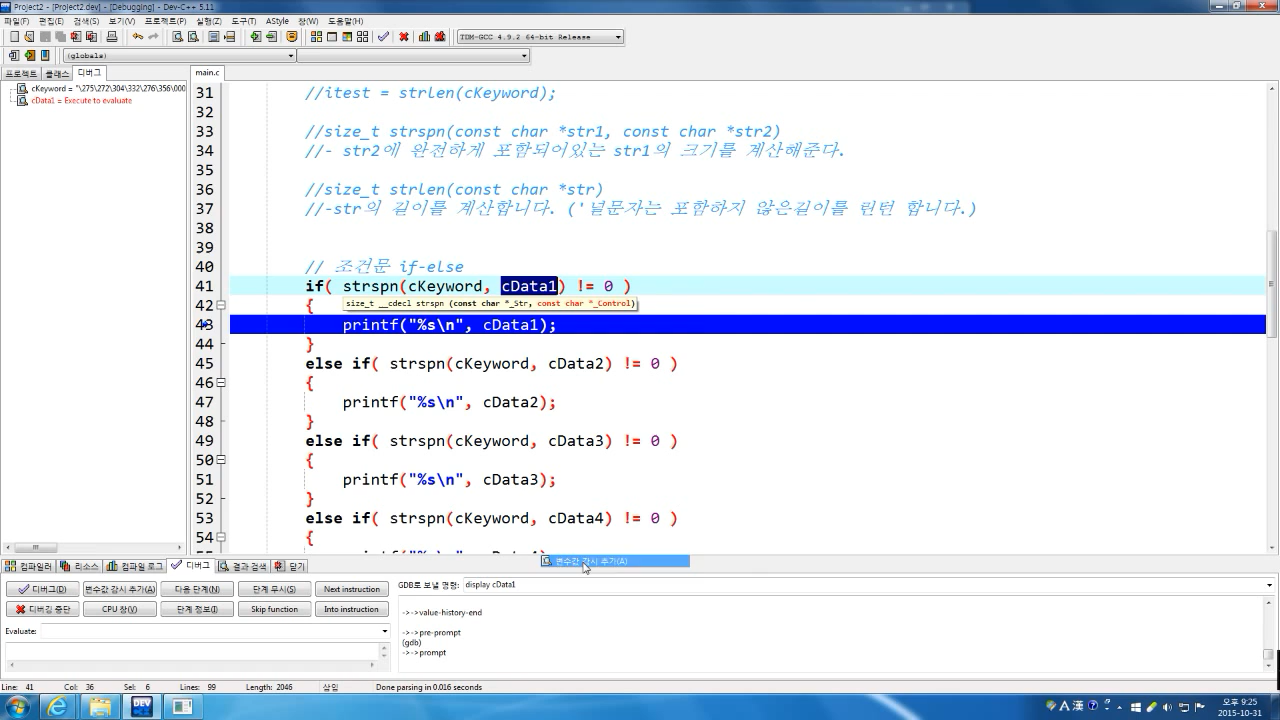 Project2 - [Project2.dev] - [Debugging] - Dev-C++ 5.11
파일(F) 편집(E) 검색(S) 보기(V) 프로젝트(P) 실행(Z) 도구(T) AStyle 창(W) 도움말(H)
TDM-GCC 4.9.2 64-bit Release
(globals)
프로젝트 클래스 디버그
main.c
cKeyword = "\275\272\304\332\276\356\000
cData1 = Execute to evaluate
31 //itest = strlen(cKeyword);
32
33 //size_t strspn(const char *str1, const char *str2)
34 //- str2에 완전하게 포함되어있는 str1의 크기를 계산해준다.
35
36 //size_t strlen(const char *str)
37 //-str의 길이를 계산합니다. ('널문자는 포함하지 않은길이를 린턴 합니다.)
38
39
40 // 조건문 if-else
41 if( strspn(cKeyword, cData1) != 0 )
42 {
size_t __cdecl strspn (const char *_Str, const char *_Control)
43 printf("%s\n", cData1);
44 }
45 else if( strspn(cKeyword, cData2) != 0 )
46 {
47 printf("%s\n", cData2);
48 }
49 else if( strspn(cKeyword, cData3) != 0 )
50 {
51 printf("%s\n", cData3);
52 }
53 else if( strspn(cKeyword, cData4) != 0 )
54 {
변수값 감시 추가(A)
컴파일러 리소스 컴파일 로그 디버그 결과 검색 닫기
디버그(D) 변수값 감시 추가(A) 다음 단계(N) 단계 무시(S) Next instruction
GDB로 보낼 명령: display cData1
디버깅 중단 CPU 창(V) 단계 정보(I) Skip function Into instruction
->->value-history-end
Evaluate:
->->pre-prompt
(gdb)
->->prompt
Line: 41 Col: 36 Sel: 6 Lines: 99 Length: 2046 삽입 Done parsing in 0.016 seconds
DEV
A 漢
오후 9:25
2015-10-31